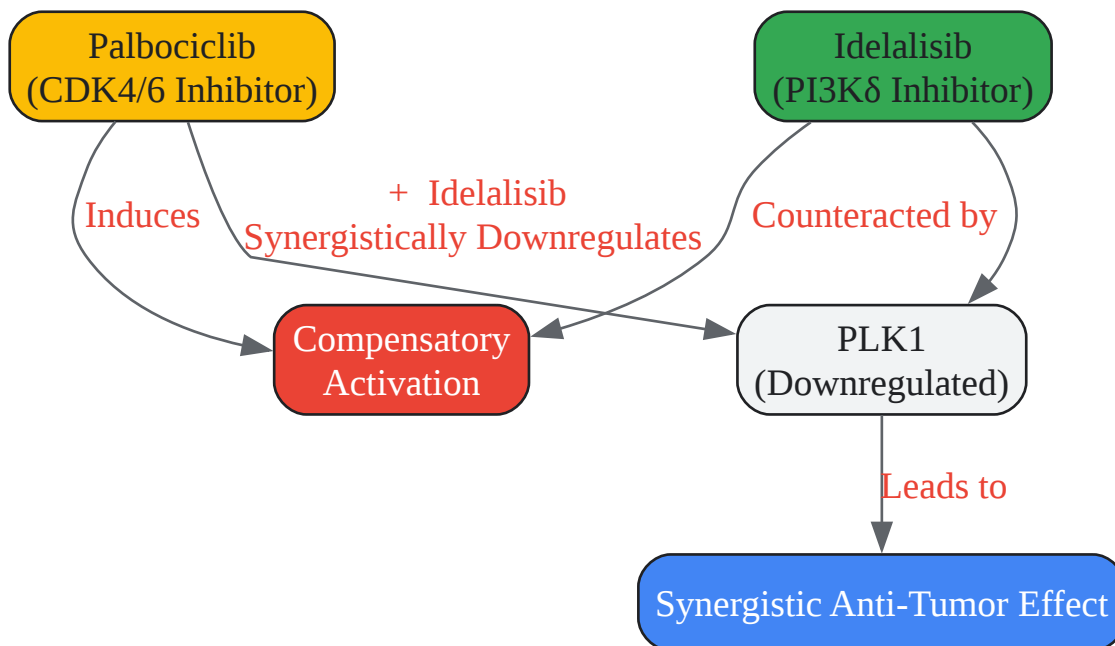 Palbociclib
(CDK4/6 Inhibitor)
Idelalisib
(PI3Kδ Inhibitor)
Induces
+  Idelalisib
Synergistically Downregulates
Counteracted by
Compensatory
Activation
PLK1
(Downregulated)
Leads to
Synergistic Anti-Tumor Effect